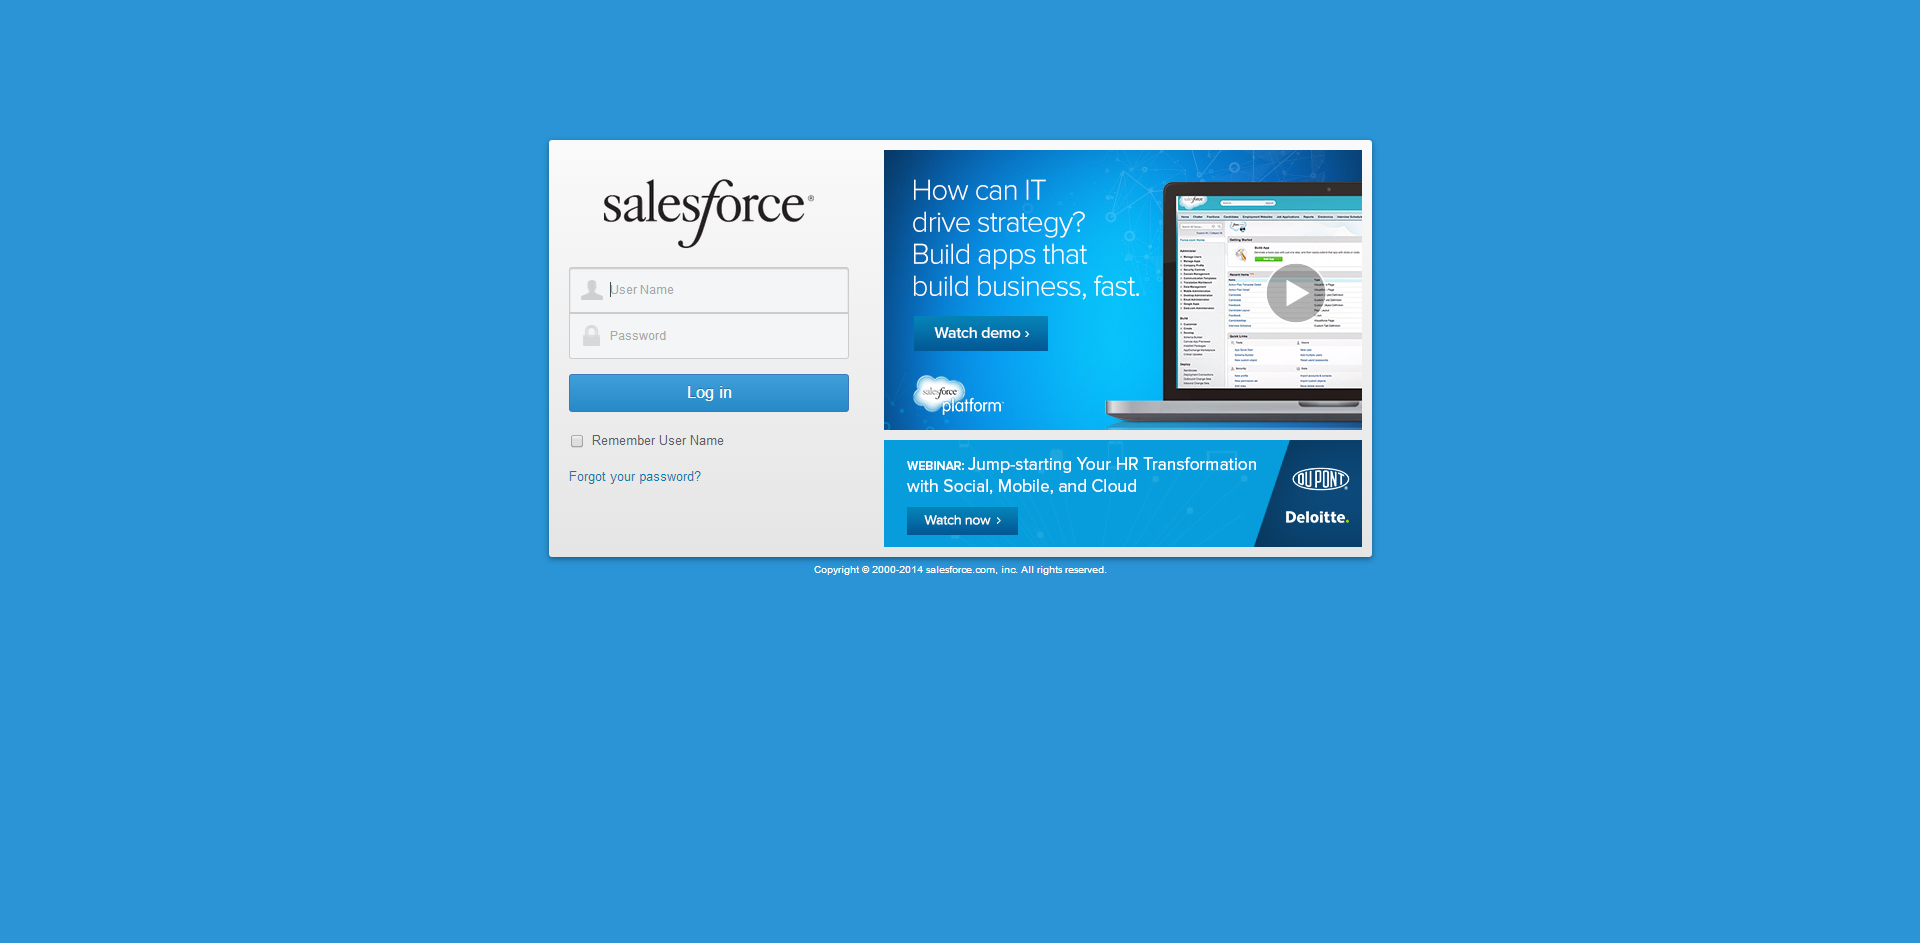 salesforce®
User Name
Password
Log in
Remember User Name
Forgot your password?
How can IT
drive strategy?
Build apps that
build business, fast.
Watch demo ›
salesforce
platform
WEBINAR: Jump-starting Your HR Transformation
with Social, Mobile, and Cloud
Watch now ›
DUPONT
Deloitte.
Copyright © 2000-2014 salesforce.com, inc. All rights reserved.